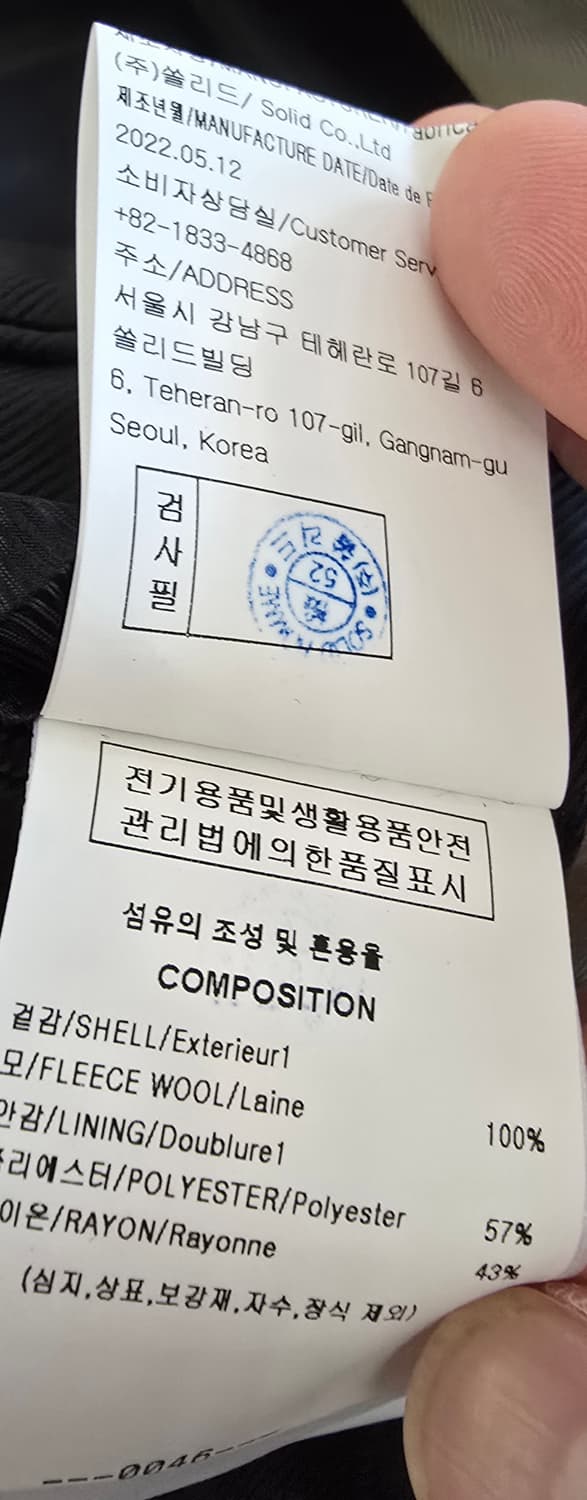 (주)쏠리드/ Solid Co.,Ltd
제조년월/MANUFACTURE DATE/Date de
2022.05.12
소비자상담실/Customer Serv
+82-1833-4868
주소/ADDRESS
서울시 강남구 테헤란로 107길 6
쏠리드빌딩
6, Teheran-ro 107-gil, Gangnam-gu
Seoul, Korea
검
사
필
(주)쏠리드
52
전기용품및생활용품안전
관리법에의한품질표시
섬유의 조성 및 혼용율
COMPOSITION
겉감/SHELL/Exterieur1
모/FLEECE WOOL/Laine 100%
안감/LINING/Doublure1
리에스터/POLYESTER/Polyester 57%
이온/RAYON/Rayonne 43%
(심지,상표,보강재,자수,장식 제외)
---0046---